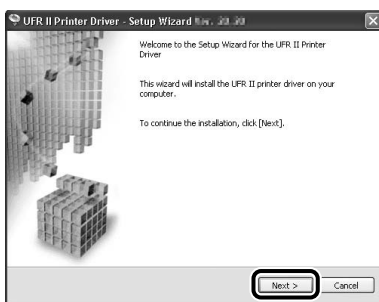 UFR II Printer Driver - Setup Wizard
Welcome to the Setup Wizard for the UFR II Printer
Driver
This wizard will install the UFR II printer driver on your
computer.
To continue the installation, click [Next].
Next >
Cancel